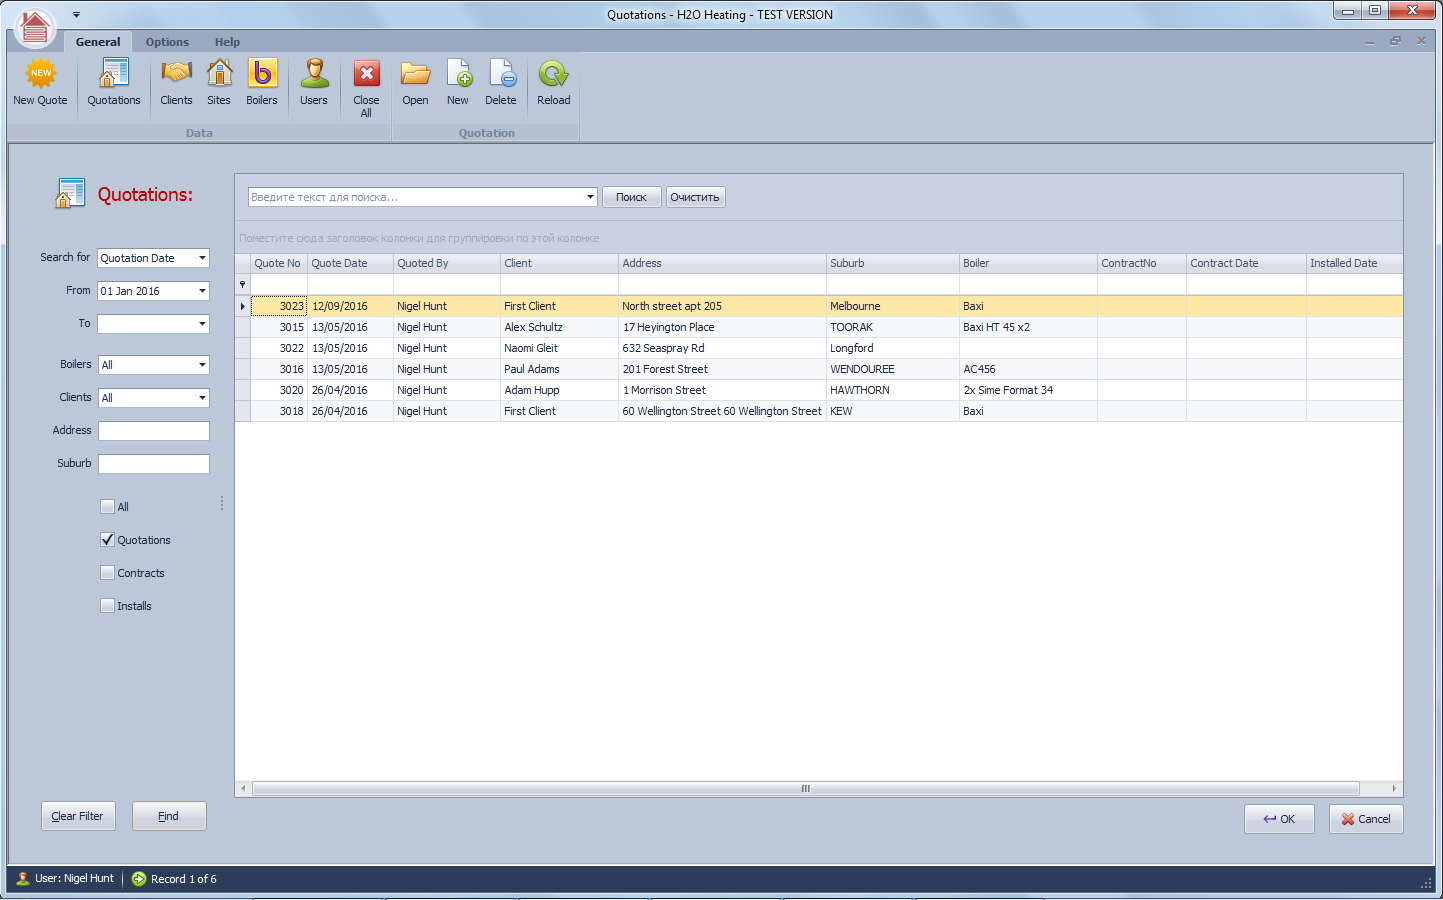 Quotations - H2O Heating - TEST VERSION
General Options Help
NEW
New Quote Quotations Clients Sites Boilers Users Close All Open New Delete Reload
Data Quotation
Quotations:
Введите текст для поиска... Поиск Очистить
Поместите сюда заголовок колонки для группировки по этой колонке
Search for Quotation Date
From 01 Jan 2016
To
Boilers All
Clients All
Address
Suburb
All
Quotations
Contracts
Installs
Quote No Quote Date Quoted By Client Address Suburb Boiler ContractNo Contract Date Installed Date
3023 12/09/2016 Nigel Hunt First Client North street apt 205 Melbourne Baxi
3015 13/05/2016 Nigel Hunt Alex Schultz 17 Heyington Place TOORAK Baxi HT 45 x2
3022 13/05/2016 Nigel Hunt Naomi Gleit 632 Seaspray Rd Longford
3016 13/05/2016 Nigel Hunt Paul Adams 201 Forest Street WENDOUREE AC456
3020 26/04/2016 Nigel Hunt Adam Hupp 1 Morrison Street HAWTHORN 2x Sime Format 34
3018 26/04/2016 Nigel Hunt First Client 60 Wellington Street 60 Wellington Street KEW Baxi
Clear Filter Find OK Cancel
User: Nigel Hunt Record 1 of 6